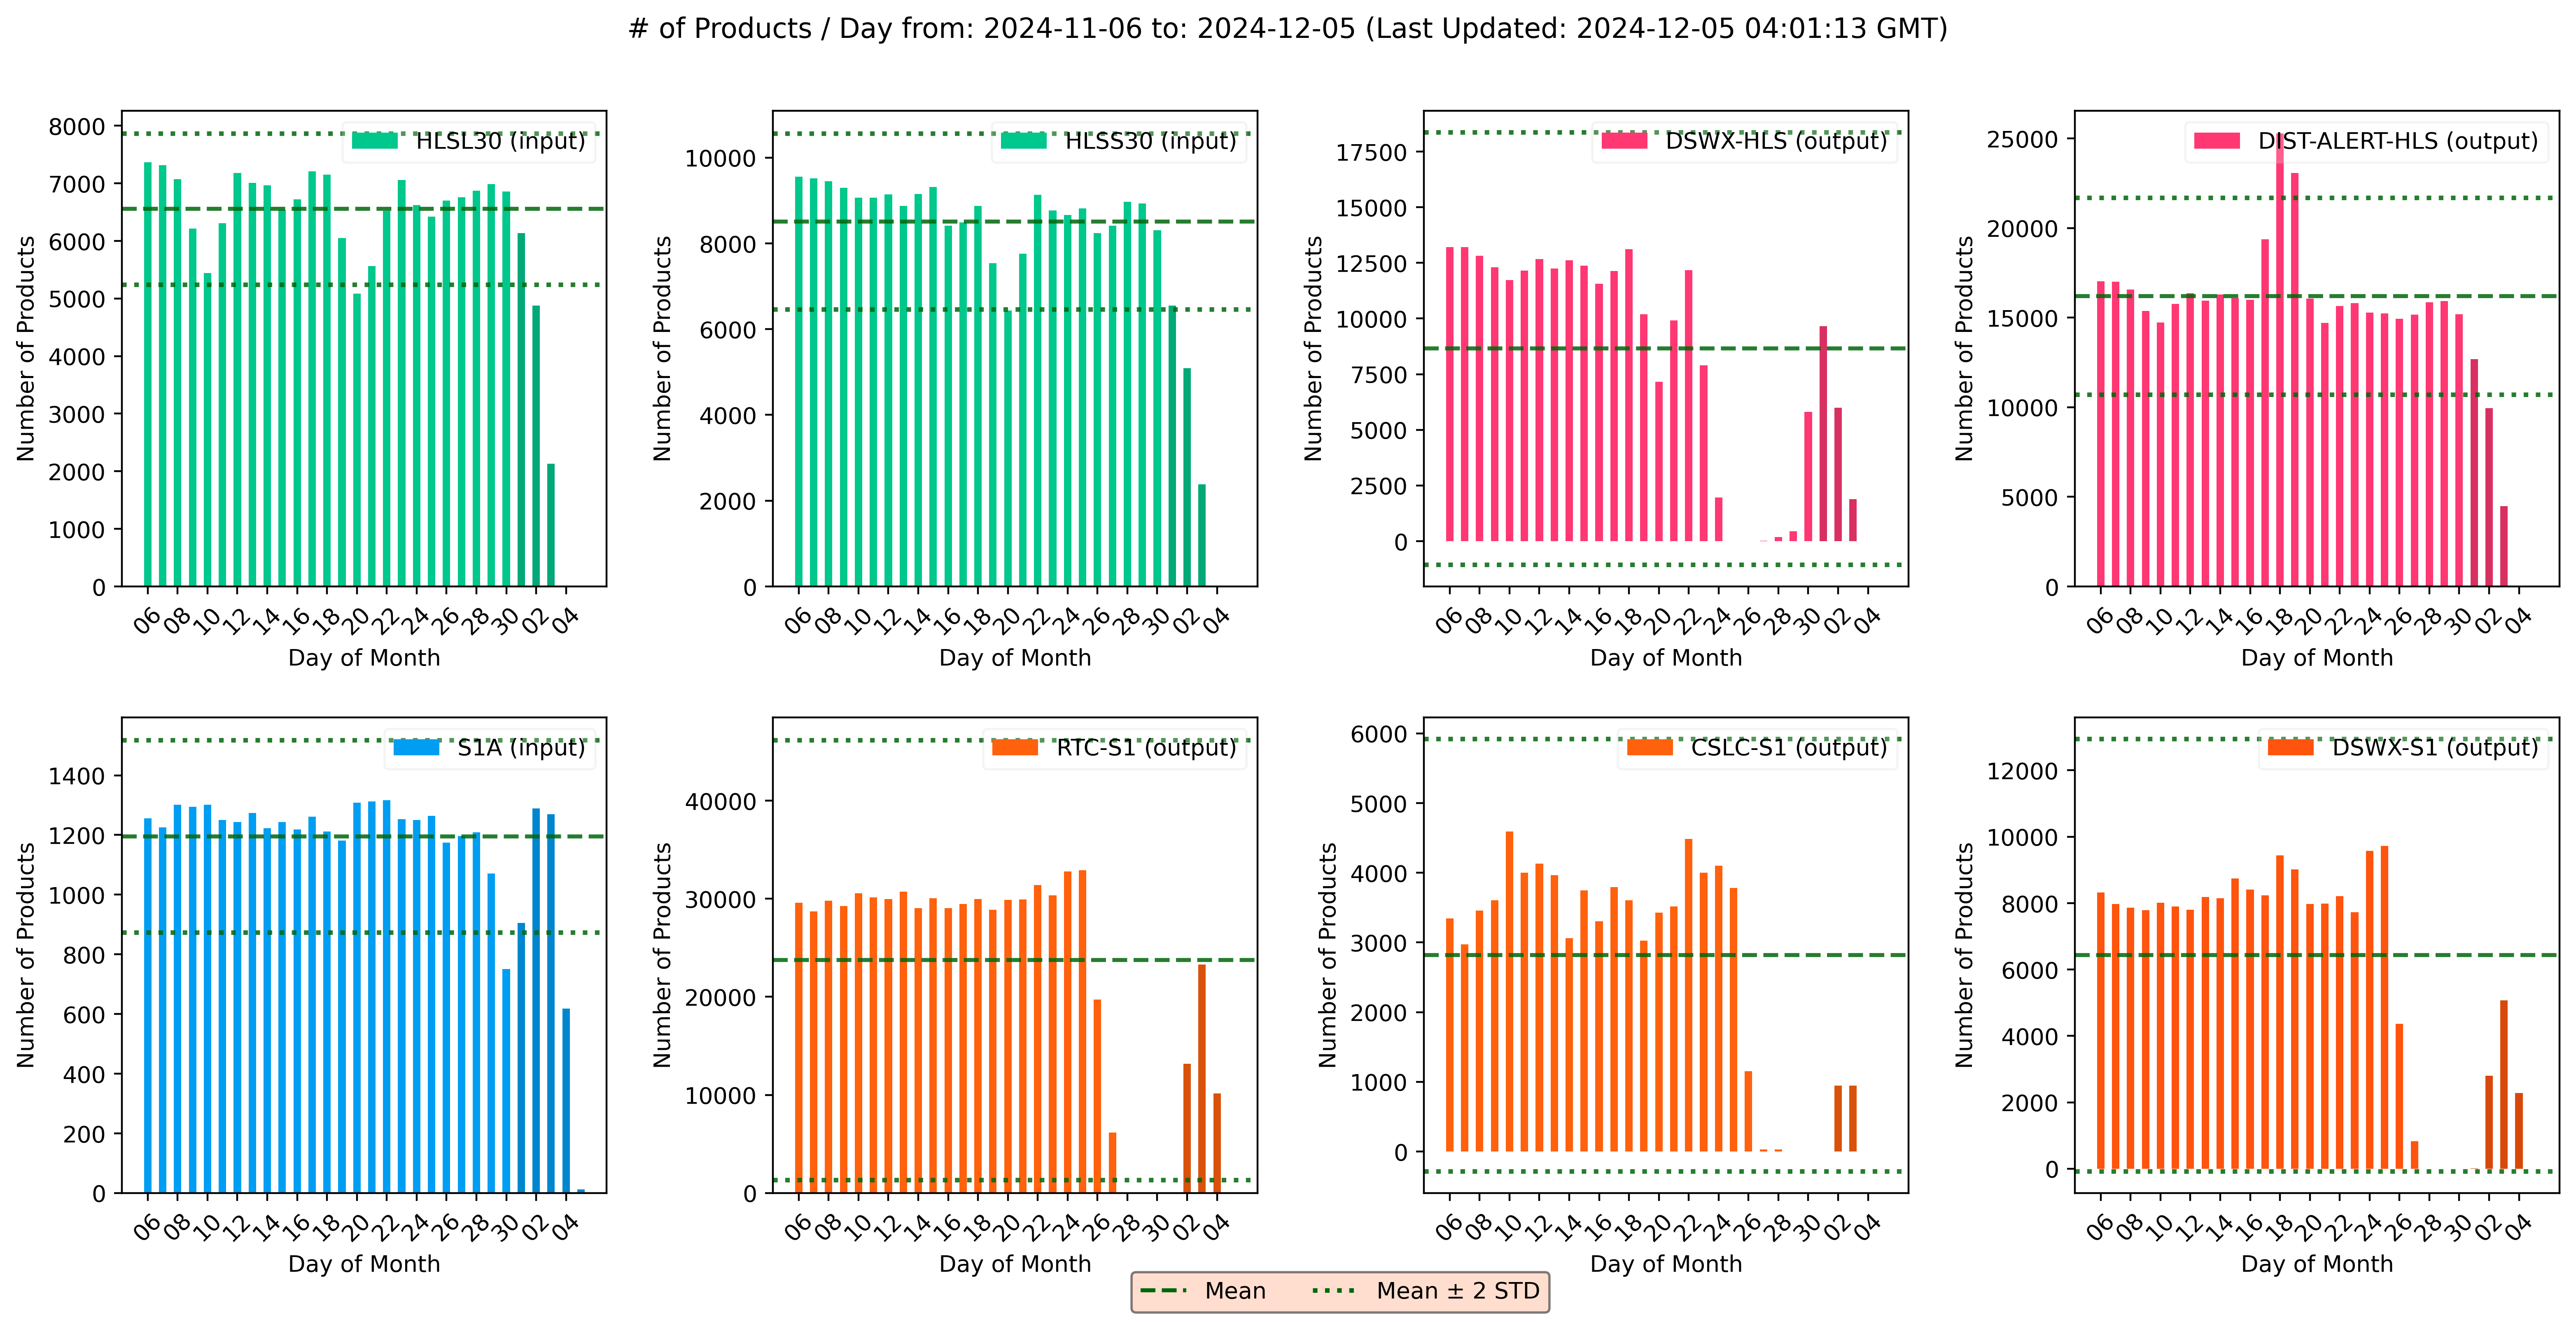 # of Products / Day from: 2024-11-06 to: 2024-12-05 (Last Updated: 2024-12-05 04:01:13 GMT)
HLSL30 (input)
Number of Products
8000
7000
6000
5000
4000
3000
2000
1000
0
06 08 10 12 14 16 18 20 22 24 26 28 30 02 04
Day of Month
HLSS30 (input)
Number of Products
10000
8000
6000
4000
2000
0
06 08 10 12 14 16 18 20 22 24 26 28 30 02 04
Day of Month
DSWX-HLS (output)
Number of Products
17500
15000
12500
10000
7500
5000
2500
0
06 08 10 12 14 16 18 20 22 24 26 28 30 02 04
Day of Month
DIST-ALERT-HLS (output)
Number of Products
25000
20000
15000
10000
5000
0
06 08 10 12 14 16 18 20 22 24 26 28 30 02 04
Day of Month
S1A (input)
Number of Products
1400
1200
1000
800
600
400
200
0
06 08 10 12 14 16 18 20 22 24 26 28 30 02 04
Day of Month
RTC-S1 (output)
Number of Products
40000
30000
20000
10000
0
06 08 10 12 14 16 18 20 22 24 26 28 30 02 04
Day of Month
CSLC-S1 (output)
Number of Products
6000
5000
4000
3000
2000
1000
0
06 08 10 12 14 16 18 20 22 24 26 28 30 02 04
Day of Month
DSWX-S1 (output)
Number of Products
12000
10000
8000
6000
4000
2000
0
06 08 10 12 14 16 18 20 22 24 26 28 30 02 04
Day of Month
Mean
Mean ± 2 STD